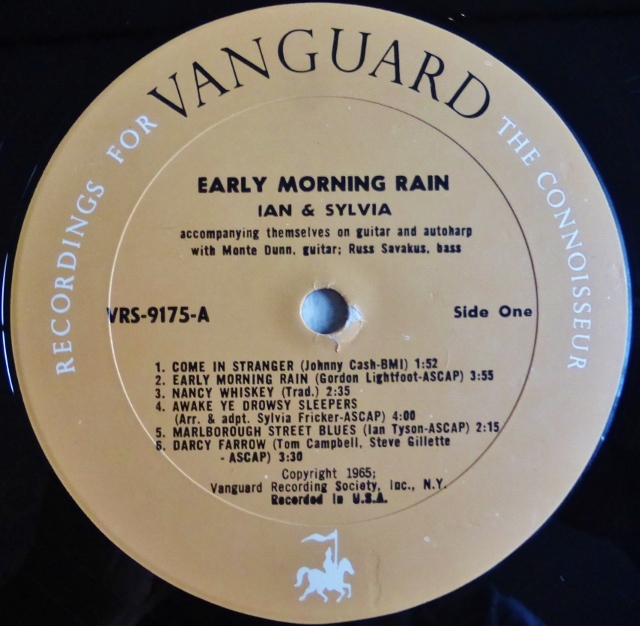 VANGUARD
RECORDINGS FOR THE CONNOISSEUR
EARLY MORNING RAIN
IAN & SYLVIA
accompanying themselves on guitar and autoharp
with Monte Dunn, guitar; Russ Savakus, bass
VRS-9175-A Side One
1. COME IN STRANGER (Johnny Cash-BMI) 1:52
2. EARLY MORNING RAIN (Gordon Lightfoot-ASCAP) 3:55
3. NANCY WHISKEY (Trad.) 2:35
4. AWAKE YE DROWSY SLEEPERS
(Arr. & adpt. Sylvia Fricker-ASCAP) 4:00
5. MARLBOROUGH STREET BLUES (Ian Tyson-ASCAP) 2:15
6. DARCY FARROW (Tom Campbell, Steve Gillette
- ASCAP) 3:30
Copyright 1965;
Vanguard Recording Society, Inc., N.Y.
Recorded in U.S.A.